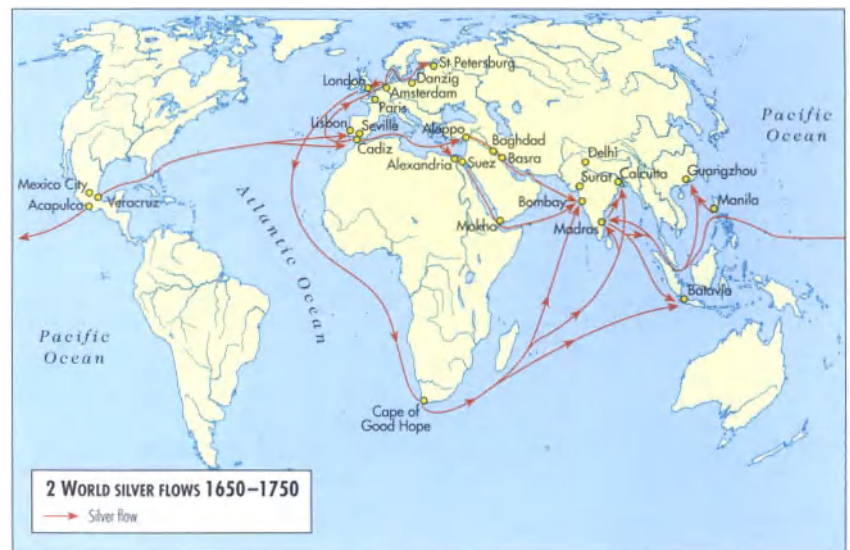 St Petersburg
London
Danzig
Amsterdam
Paris
Lisbon
Seville
Cadiz
Aleppo
Baghdad
Basra
Alexandria
Suez
Delhi
Surat
Calcutta
Guangzhou
Pacific
Ocean
Mexico City
Acapulco
Veracruz
Atlantic Ocean
Bombay
Manila
Mokha
Madras
Batavia
Pacific
Ocean
Cape of
Good Hope
2 WORLD SILVER FLOWS 1650–1750
Silver flow